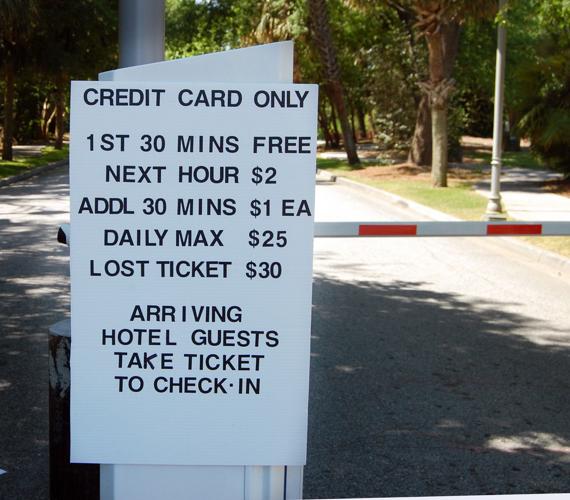 CREDIT CARD ONLY
1ST 30 MINS FREE
NEXT HOUR $2
ADDL 30 MINS $1 EA
DAILY MAX $25
LOST TICKET $30
ARRIVING
HOTEL GUESTS
TAKE TICKET
TO CHECK-IN